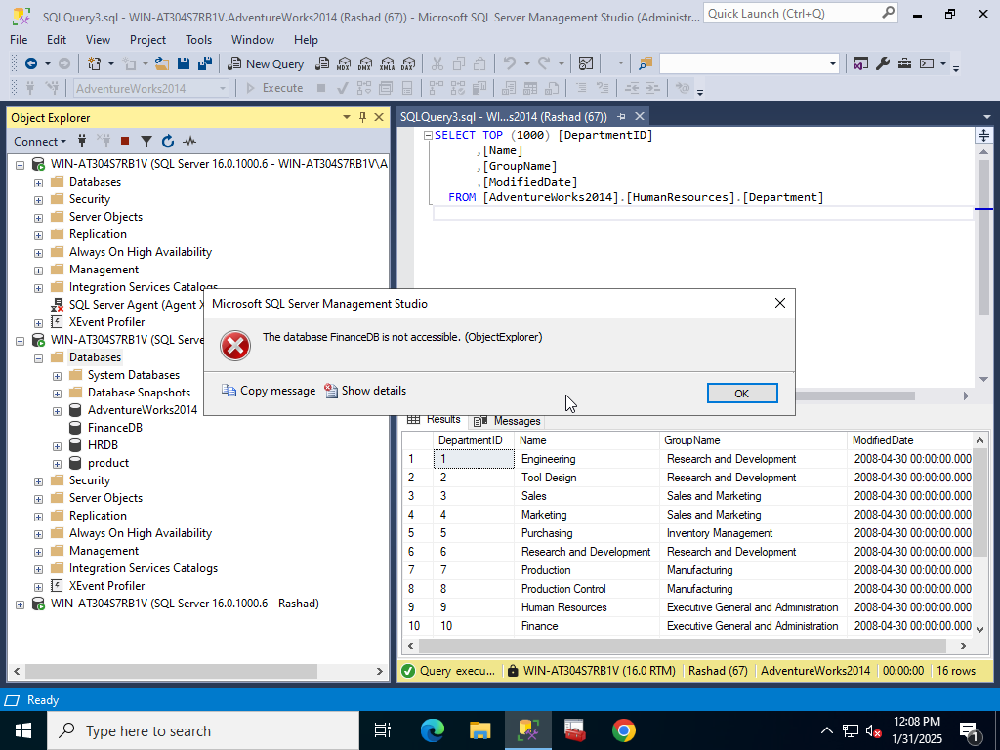 SQLQuery3.sql - WIN-AT304S7RB1V.AdventureWorks2014 (Rashad (67)) - Microsoft SQL Server Management Studio (Administr...
Quick Launch (Ctrl+Q)
File Edit View Project Tools Window Help
New Query
MDX DMX XMLA DAX
AdventureWorks2014
Execute
Object Explorer
Connect
WIN-AT304S7RB1V (SQL Server 16.0.1000.6 - WIN-AT304S7RB1V\A
Databases
Security
Server Objects
Replication
Always On High Availability
Management
Integration Services Catalogs
SQL Server Agent (Agent X
XEvent Profiler
WIN-AT304S7RB1V (SQL Serve
Databases
System Databases
Database Snapshots
AdventureWorks2014
FinanceDB
HRDB
product
Security
Server Objects
Replication
Always On High Availability
Management
Integration Services Catalogs
XEvent Profiler
WIN-AT304S7RB1V (SQL Server 16.0.1000.6 - Rashad)
SQLQuery3.sql - WI...s2014 (Rashad (67))
SELECT TOP (1000) [DepartmentID]
,[Name]
,[GroupName]
,[ModifiedDate]
FROM [AdventureWorks2014].[HumanResources].[Department]
Microsoft SQL Server Management Studio
The database FinanceDB is not accessible. (ObjectExplorer)
Copy message Show details OK
Results Messages
DepartmentID Name GroupName ModifiedDate
1 1 Engineering Research and Development 2008-04-30 00:00:00.000
2 2 Tool Design Research and Development 2008-04-30 00:00:00.000
3 3 Sales Sales and Marketing 2008-04-30 00:00:00.000
4 4 Marketing Sales and Marketing 2008-04-30 00:00:00.000
5 5 Purchasing Inventory Management 2008-04-30 00:00:00.000
6 6 Research and Development Research and Development 2008-04-30 00:00:00.000
7 7 Production Manufacturing 2008-04-30 00:00:00.000
8 8 Production Control Manufacturing 2008-04-30 00:00:00.000
9 9 Human Resources Executive General and Administration 2008-04-30 00:00:00.000
10 10 Finance Executive General and Administration 2008-04-30 00:00:00.000
Query execu... WIN-AT304S7RB1V (16.0 RTM) Rashad (67) AdventureWorks2014 00:00:00 16 rows
Ready
Type here to search
12:08 PM
1/31/2025
1